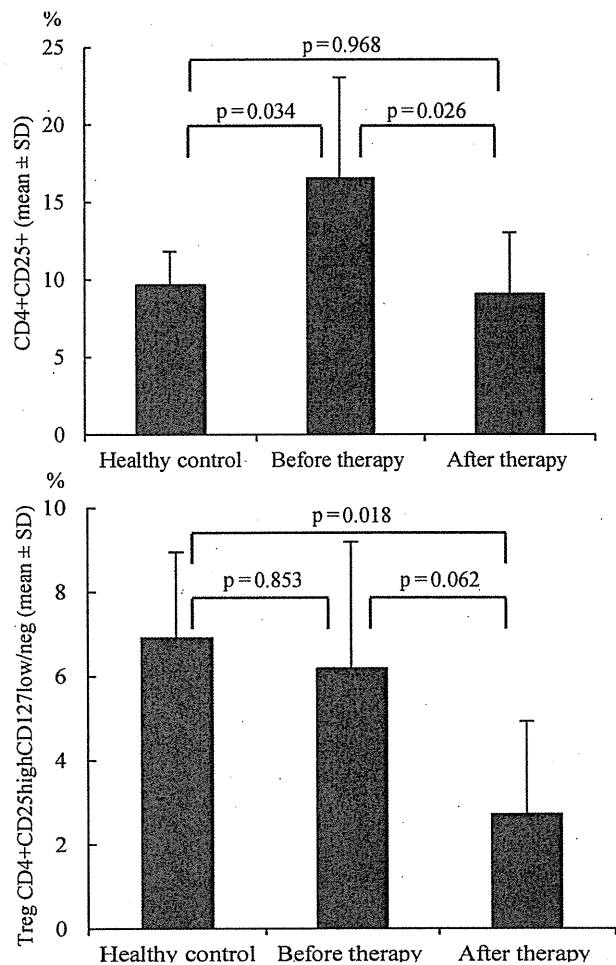 %
CD4+CD25+ (mean ± SD)
25
20
15
10
5
0
p=0.968
p=0.034
p=0.026
Healthy control
Before therapy
After therapy
%
Treg CD4+CD25highCD127low/neg (mean ± SD)
10
8
6
4
2
0
p=0.018
p=0.853
p=0.062
Healthy control
Before therapy
After therapy